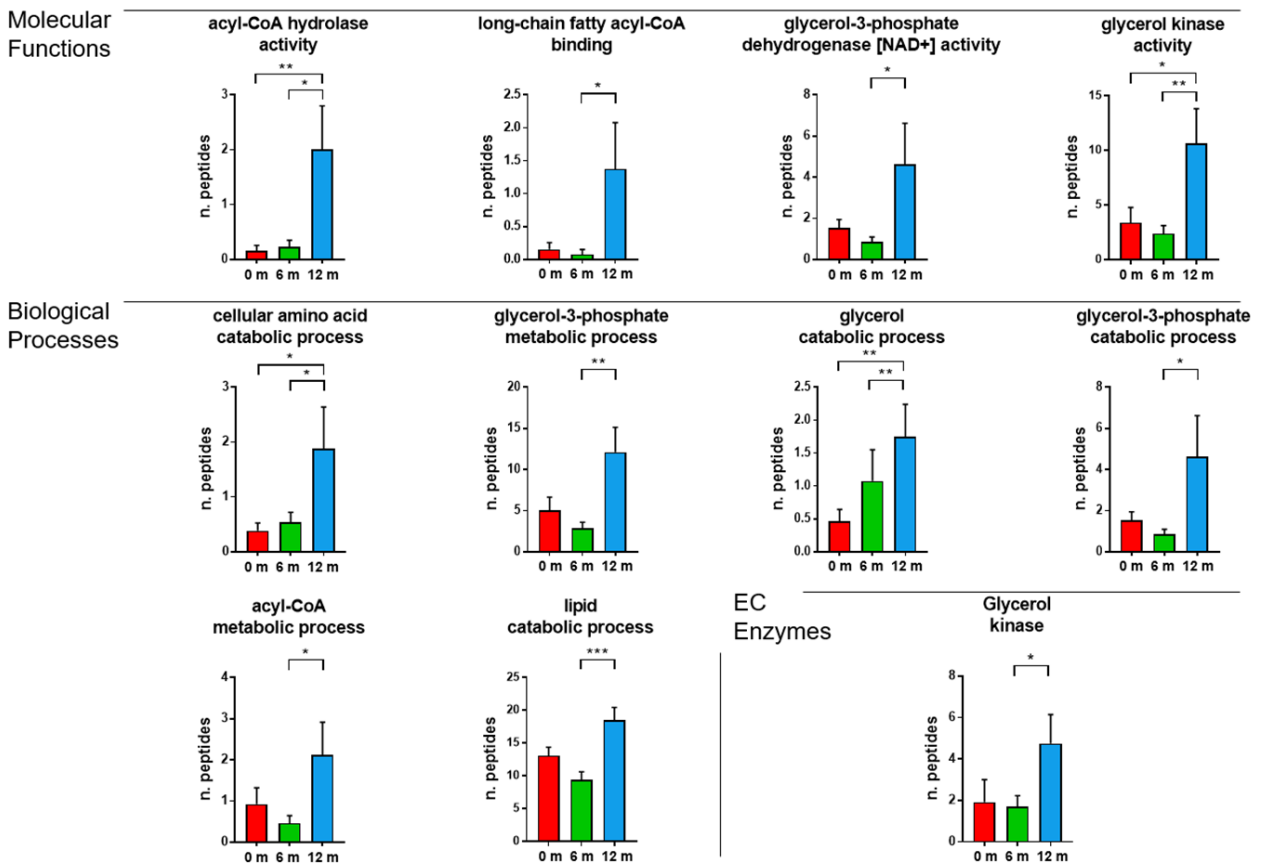 Molecular
Functions
acyl-CoA hydrolase
activity
**
*
3
2
1
0
n. peptides
0 m 6 m 12 m
long-chain fatty acyl-CoA
binding
*
2.5
2.0
1.5
1.0
0.5
0.0
n. peptides
0 m 6 m 12 m
glycerol-3-phosphate
dehydrogenase [NAD+] activity
*
8
6
4
2
0
n. peptides
0 m 6 m 12 m
glycerol kinase
activity
*
**
15
10
5
0
n. peptides
0 m 6 m 12 m
Biological
Processes
cellular amino acid
catabolic process
*
*
3
2
1
0
n. peptides
0 m 6 m 12 m
glycerol-3-phosphate
metabolic process
**
20
15
10
5
0
n. peptides
0 m 6 m 12 m
glycerol
catabolic process
**
**
2.5
2.0
1.5
1.0
0.5
0.0
n. peptides
0 m 6 m 12 m
glycerol-3-phosphate
catabolic process
*
8
6
4
2
0
n. peptides
0 m 6 m 12 m
acyl-CoA
metabolic process
*
4
3
2
1
0
n. peptides
0 m 6 m 12 m
lipid
catabolic process
***
25
20
15
10
5
0
n. peptides
0 m 6 m 12 m
EC
Enzymes
Glycerol
kinase
*
8
6
4
2
0
n. peptides
0 m 6 m 12 m